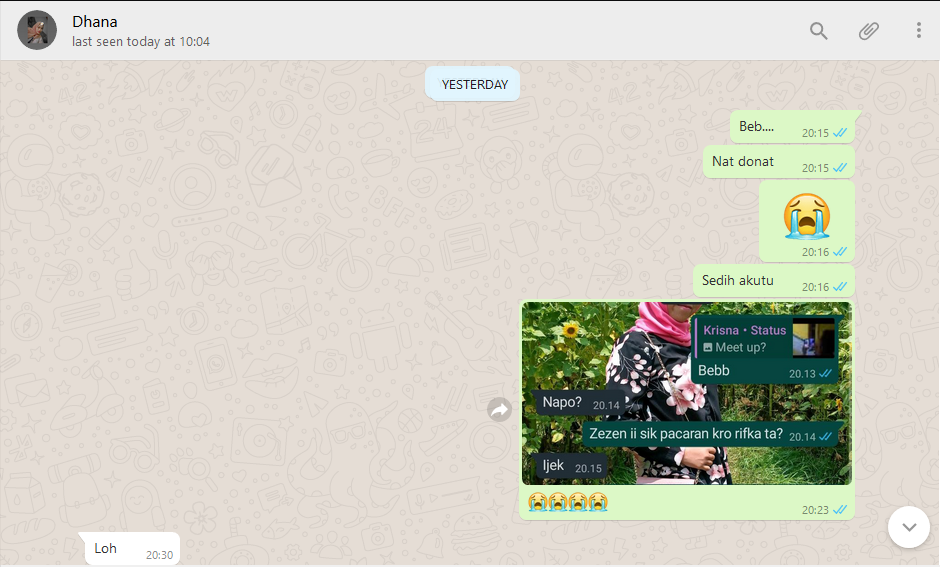 Dhana
last seen today at 10:04
YESTERDAY
Beb....
20:15
Nat donat
20:15
😭
20:16
Sedih akutu
20:16
Krisna • Status
Meet up?
Bebb
20.13
Napo?
20.14
Zezen ii sik pacaran kro rifka ta?
20.14
Ijek
20.15
😭😭😭😭
20:23
Loh
20:30